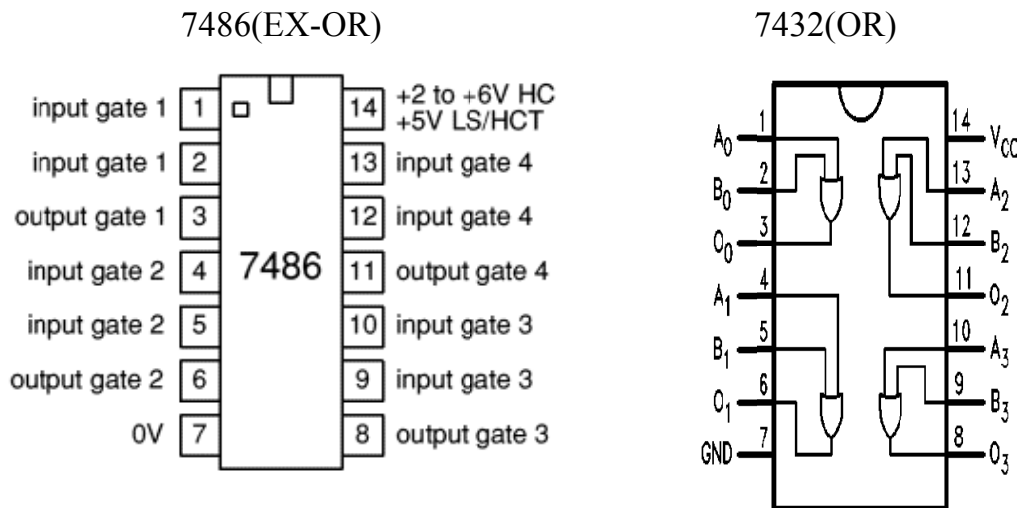 7486(EX-OR)
input gate 1 1
input gate 1 2
output gate 1 3
input gate 2 4
input gate 2 5
output gate 2 6
0V 7
7486
14 +2 to +6V HC
+5V LS/HCT
13 input gate 4
12 input gate 4
11 output gate 4
10 input gate 3
9 input gate 3
8 output gate 3
7432(OR)
A0 1
B0 2
O0 3
A1 4
B1 5
O1 6
GND 7
14 VCC
13 A2
12 B2
11 O2
10 A3
9 B3
8 O3